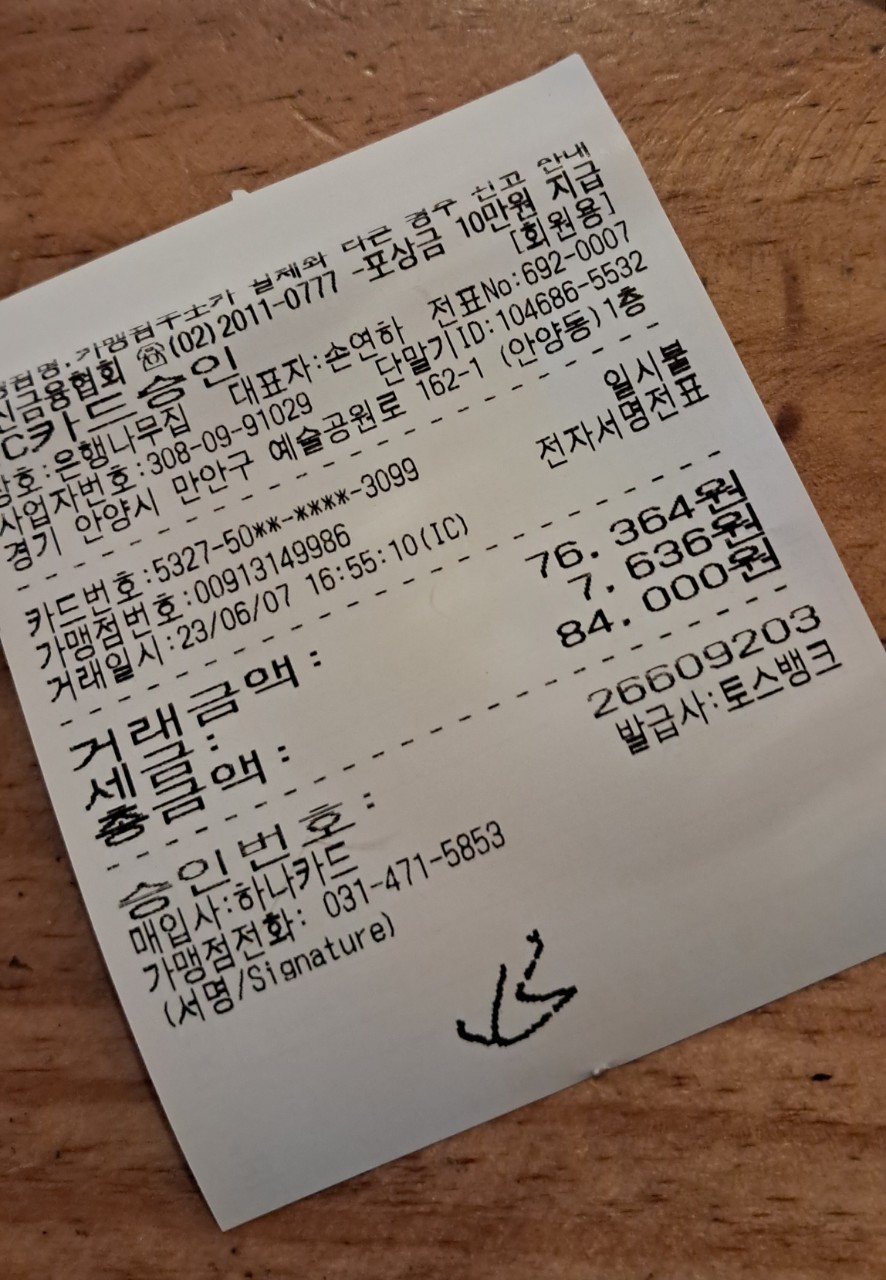 가맹점주소가 실제와 다른 경우 신고 안내
신금융협회 ☎(02)2011-0777 -포상금 10만원 지급
C카드승인 [회원용]
상호:은행나무집 대표자:손연하 전표No:692-0007
사업자번호:308-09-91029 단말기ID:104686-5532
경기 안양시 만안구 예술공원로 162-1 (안양동) 1층
카드번호:5327-50**-****-3099 일시불
가맹점번호:00913149986 전자서명전표
거래일시:23/06/07 16:55:10(IC)
거래금액: 76.364원
세금: 7.636원
총금액: 84.000원
승인번호: 26609203
매입사:하나카드 발급사:토스뱅크
가맹점전화: 031-471-5853
(서명/Signature)